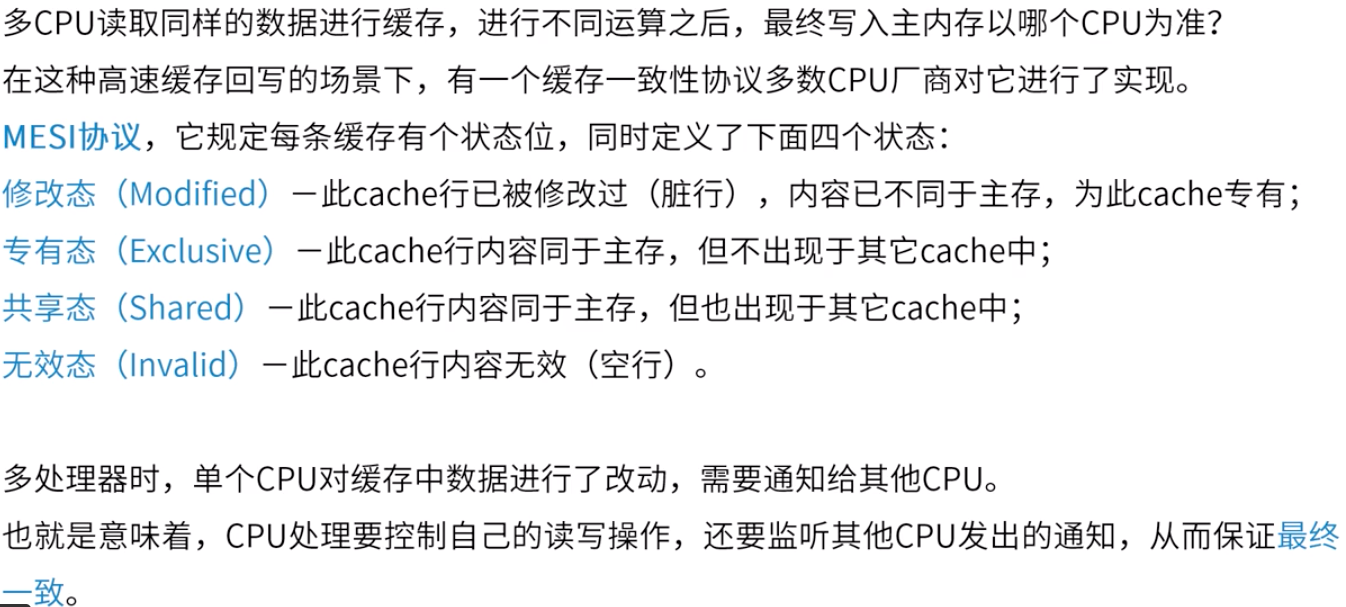 多CPU读取同样的数据进行缓存，进行不同运算之后，最终写入主内存以哪个CPU为准？
在这种高速缓存回写的场景下，有一个缓存一致性协议多数CPU厂商对它进行了实现。
MESI协议，它规定每条缓存有个状态位，同时定义了下面四个状态：
修改态（Modified）—此cache行已被修改过（脏行），内容已不同于主存，为此cache专有；
专有态（Exclusive）—此cache行内容同于主存，但不出现于其它cache中；
共享态（Shared）—此cache行内容同于主存，但也出现于其它cache中；
无效态（Invalid）—此cache行内容无效（空行）。
多处理器时，单个CPU对缓存中数据进行了改动，需要通知给其他CPU。
也就是意味着，CPU处理要控制自己的读写操作，还要监听其他CPU发出的通知，从而保证最终
一致。